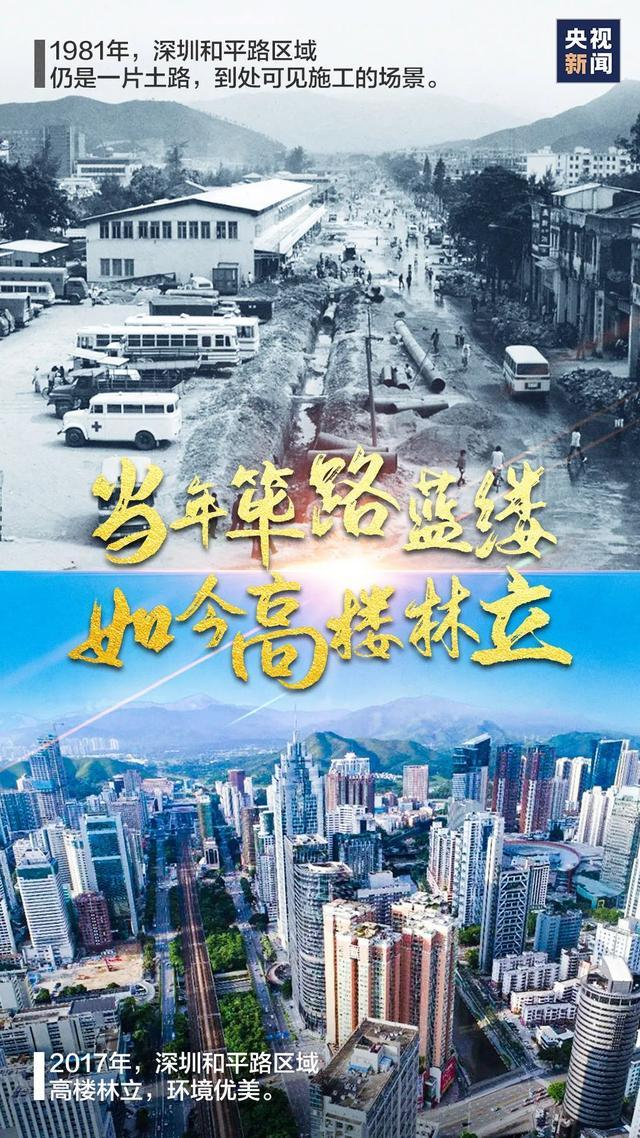 1981年，深圳和平路区域
仍是一片土路，到处可见施工的场景。
央视
新闻
当年筚路蓝缕
如今高楼林立
2017年，深圳和平路区域
高楼林立，环境优美。